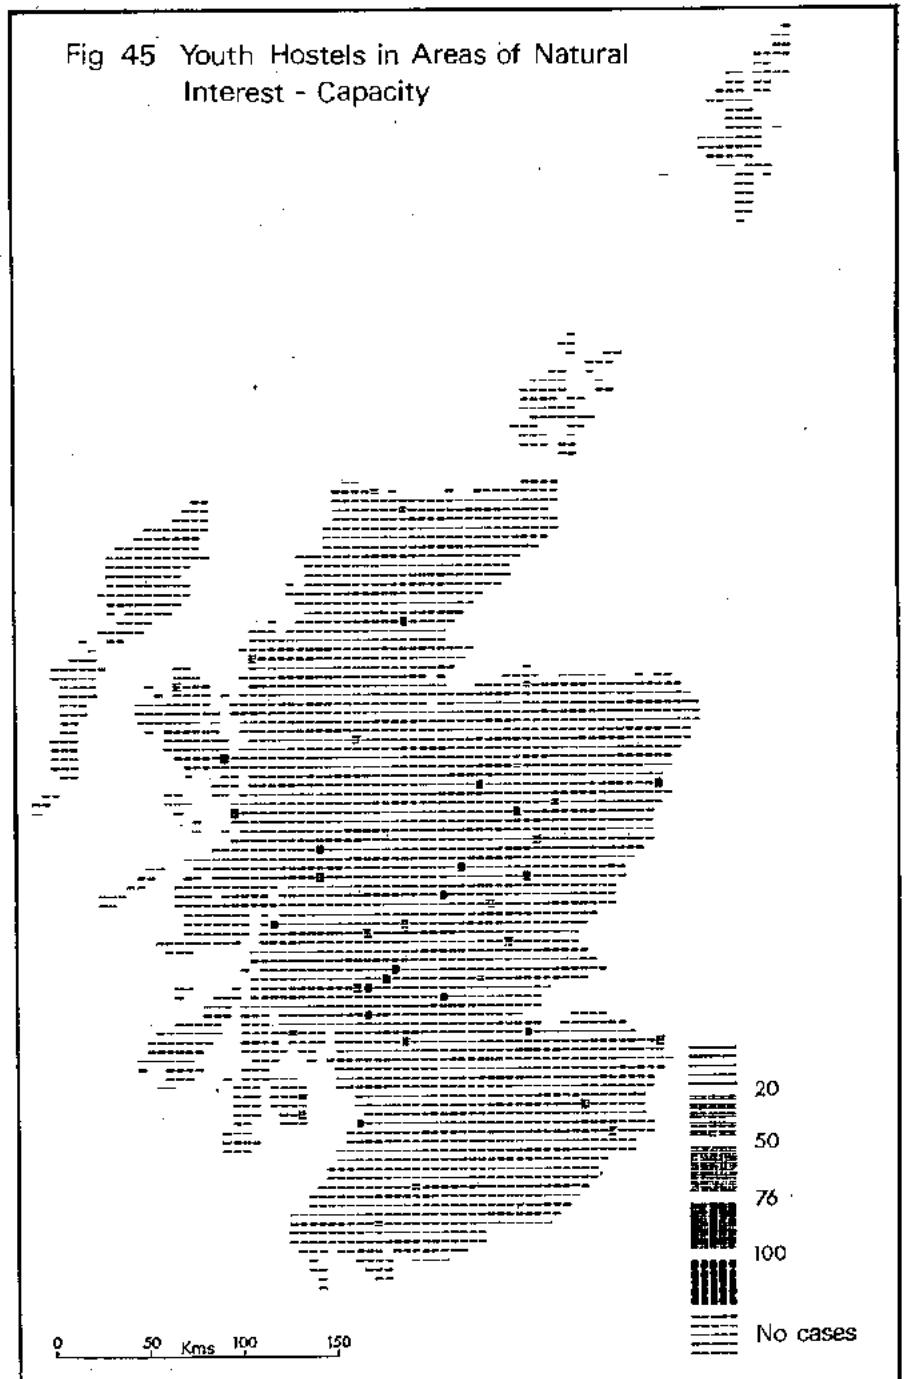 Fig 45 Youth Hostels in Areas of Natural
Interest - Capacity
20
50
76
100
No cases
0 50 Kms 100 150